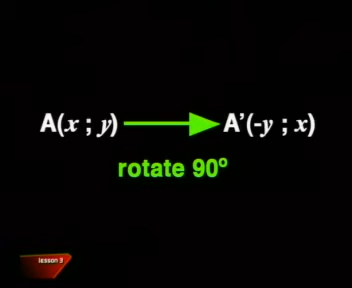 A(x ; y) A'(-y ; x)
rotate 90°
lesson 3